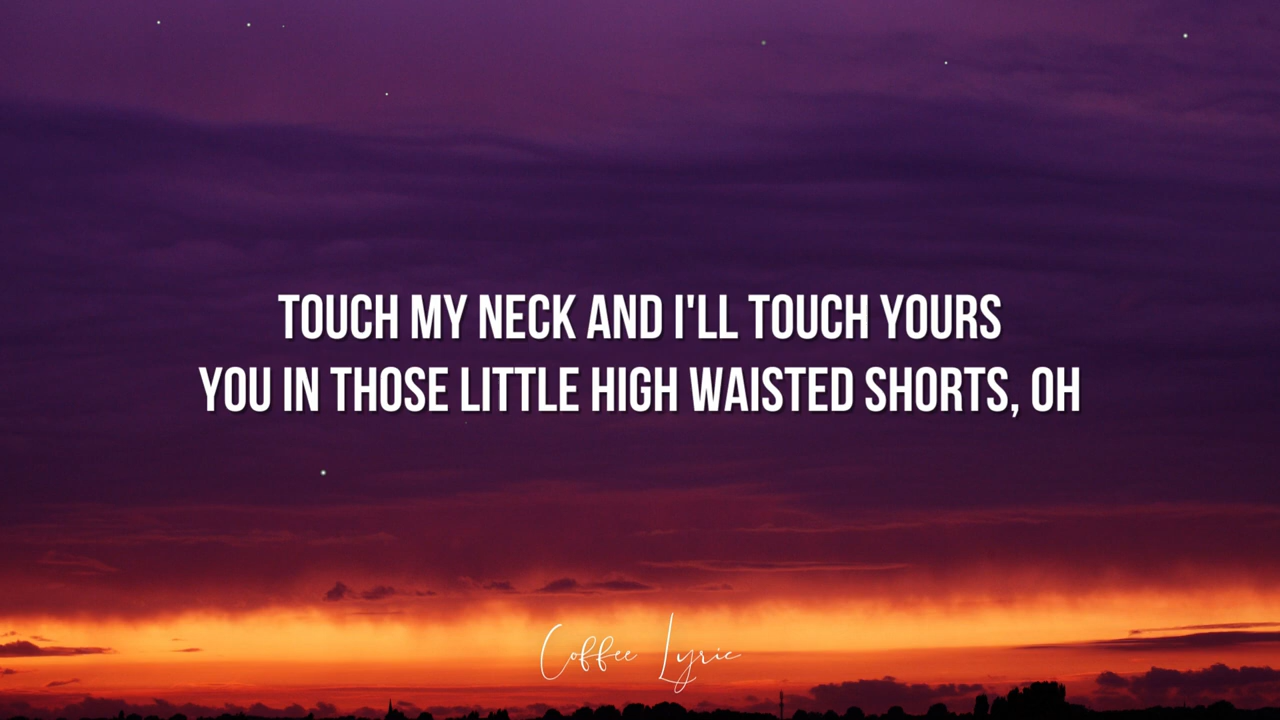 TOUCH MY NECK AND I'LL TOUCH YOURS
YOU IN THOSE LITTLE HIGH WAISTED SHORTS, OH
Coffee Lyric